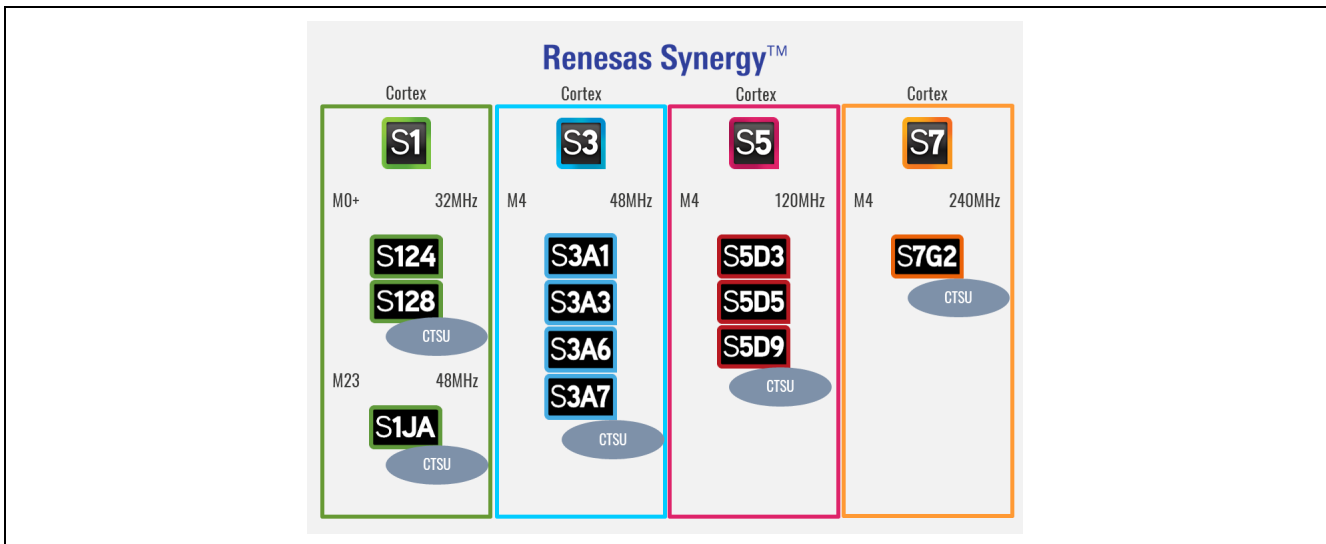 Renesas Synergy™
Cortex
S1
M0+ 32MHz
S124
S128
CTSU
M23 48MHz
S1JA
CTSU
Cortex
S3
M4 48MHz
S3A1
S3A3
S3A6
S3A7
CTSU
Cortex
S5
M4 120MHz
S5D3
S5D5
S5D9
CTSU
Cortex
S7
M4 240MHz
S7G2
CTSU